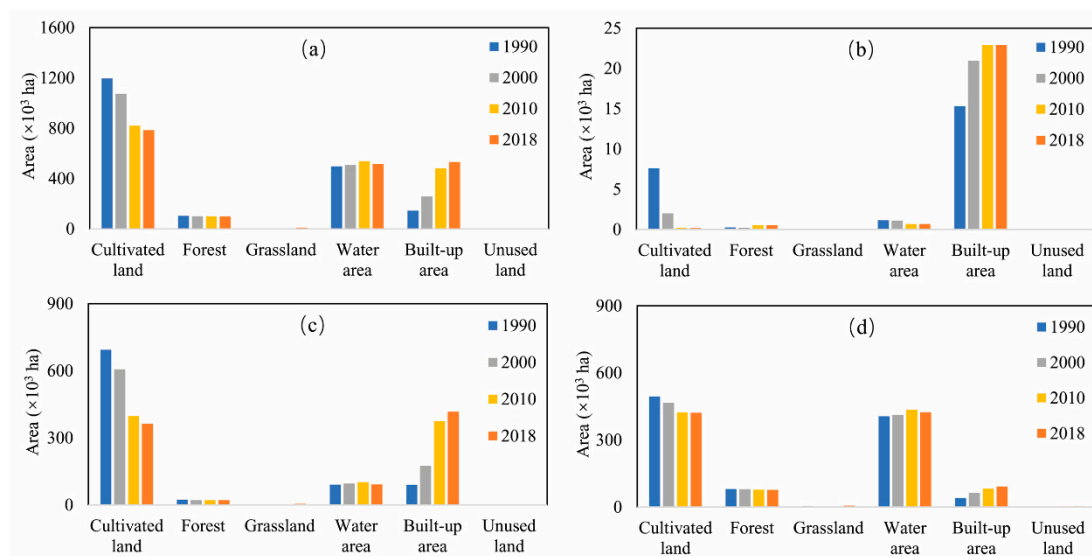 (a)
Area (×10³ ha)
1600
1200
800
400
0
1990
2000
2010
2018
Cultivated land
Forest
Grassland
Water area
Built-up area
Unused land
(b)
Area (×10³ ha)
25
20
15
10
5
0
1990
2000
2010
2018
Cultivated land
Forest
Grassland
Water area
Built-up area
Unused land
(c)
Area (×10³ ha)
900
600
300
0
1990
2000
2010
2018
Cultivated land
Forest
Grassland
Water area
Built-up area
Unused land
(d)
Area (×10³ ha)
900
600
300
0
1990
2000
2010
2018
Cultivated land
Forest
Grassland
Water area
Built-up area
Unused land